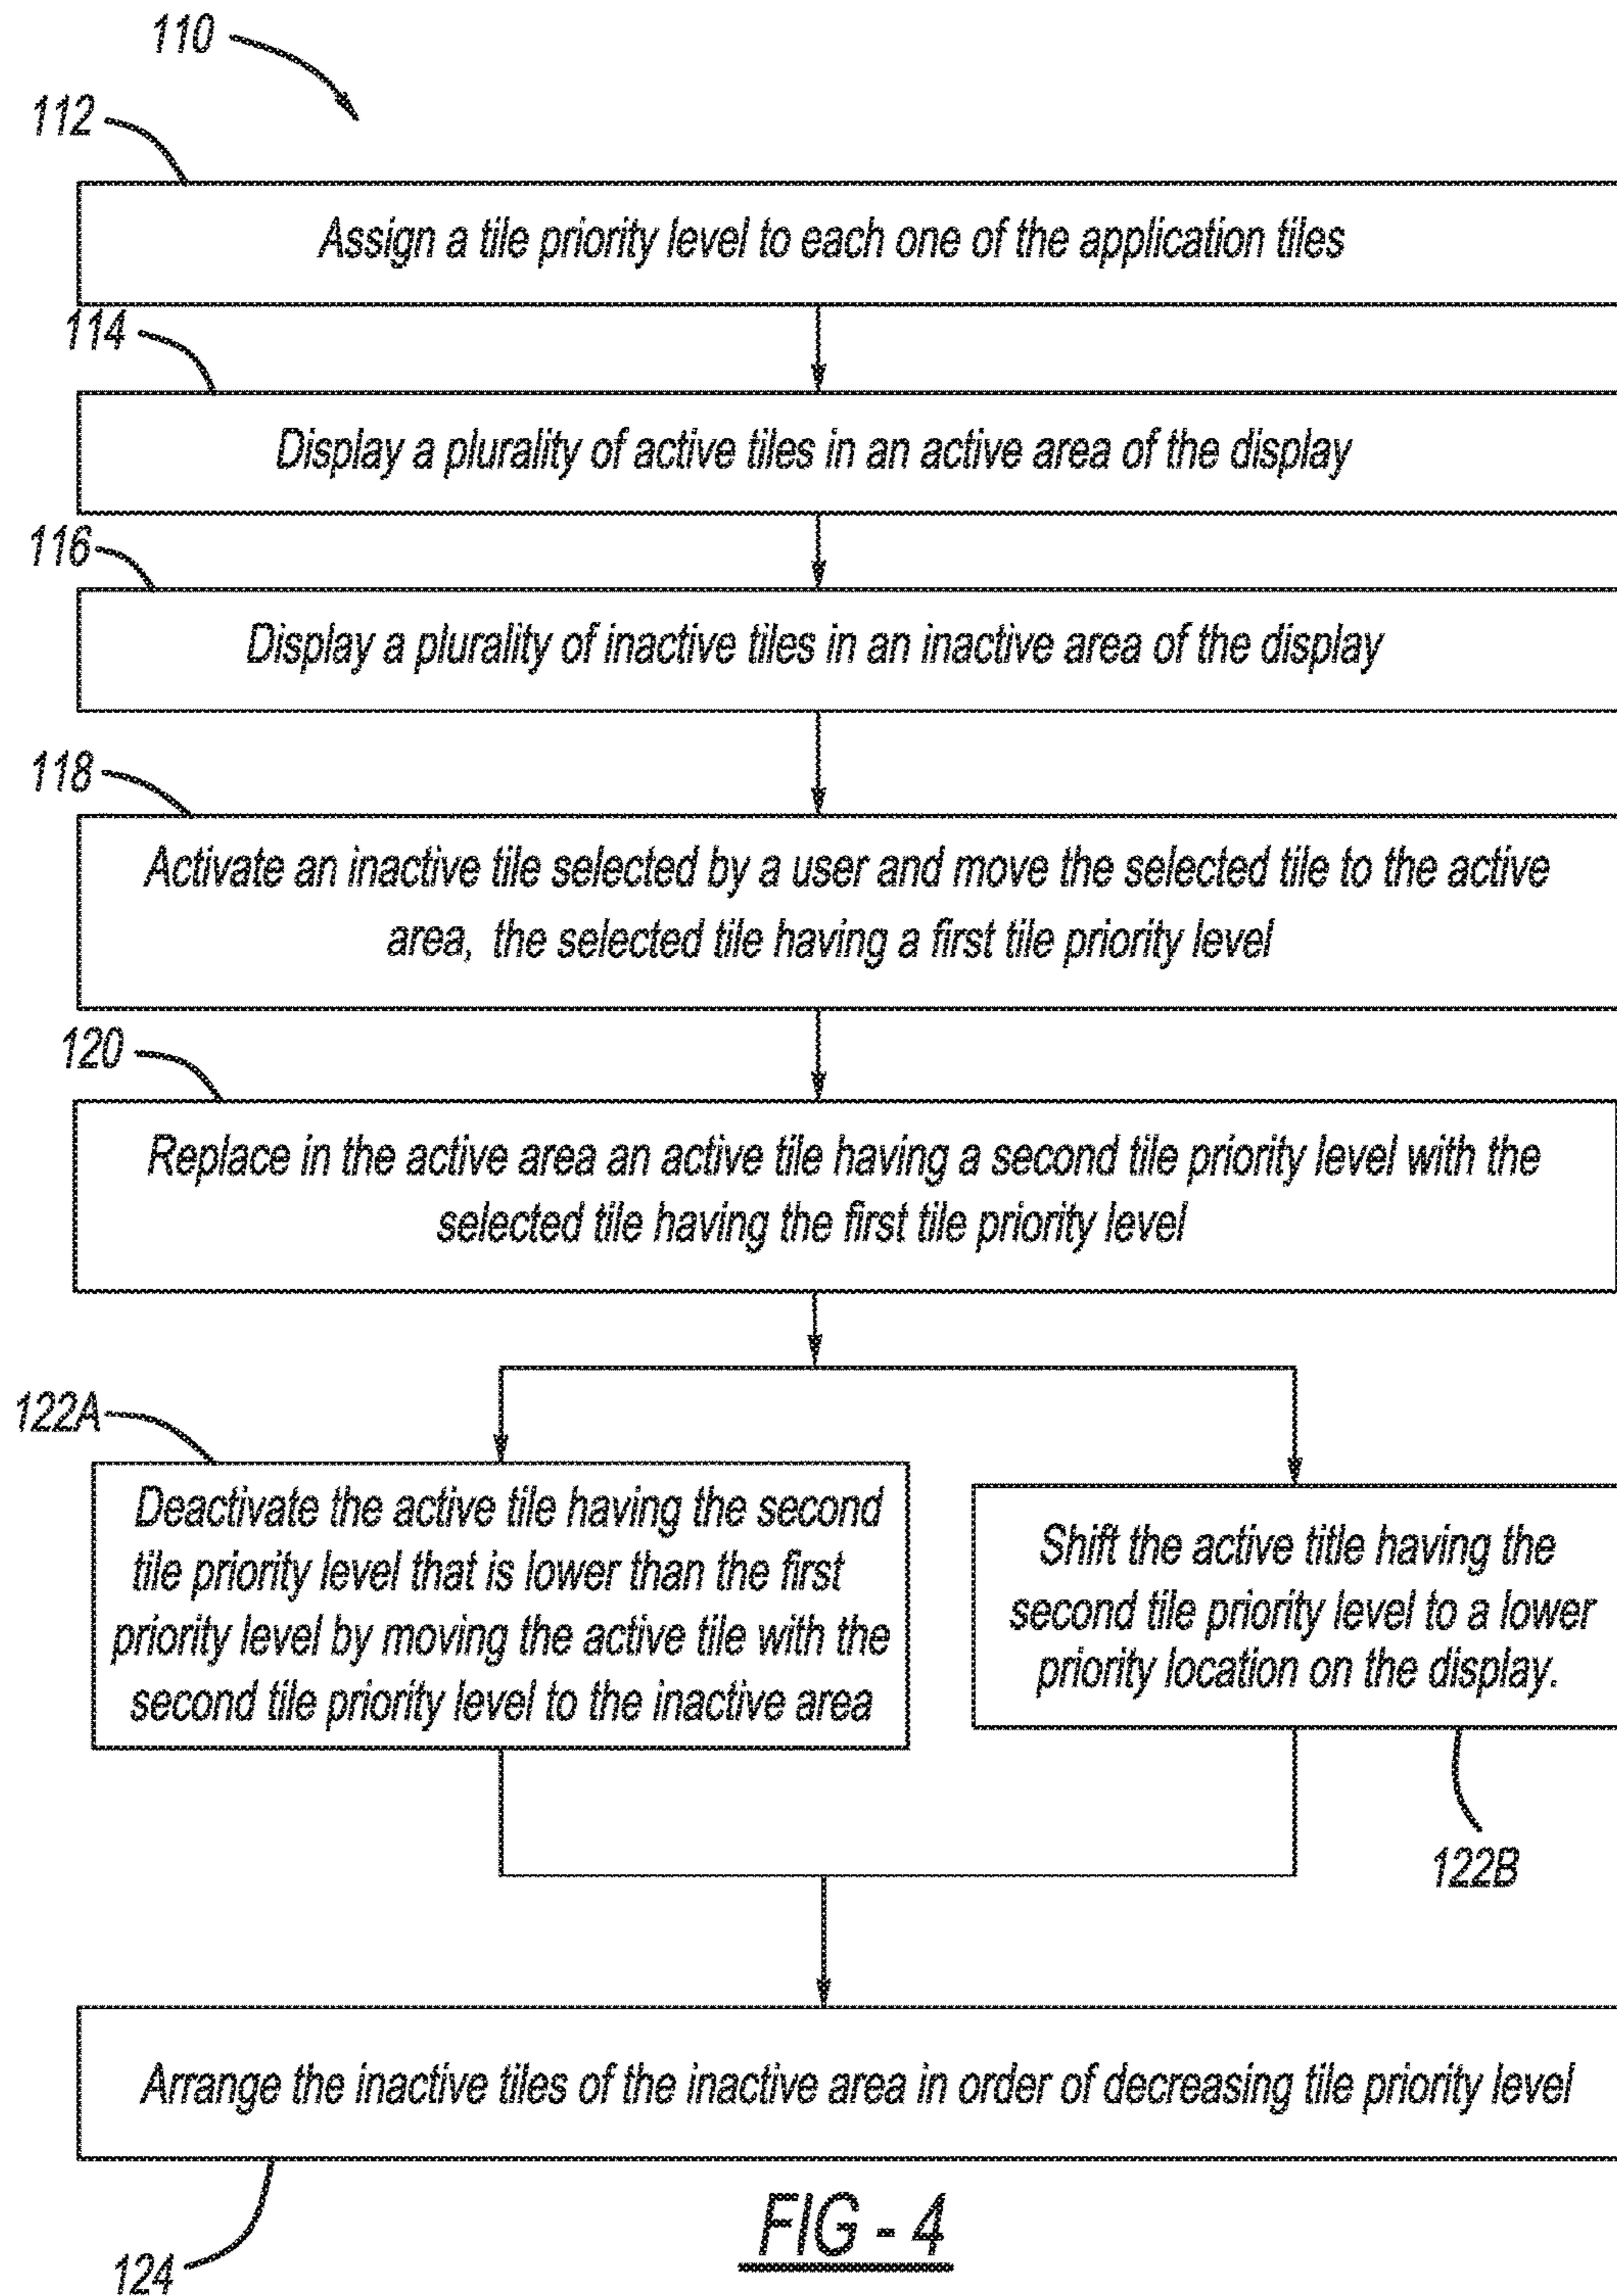 110
112
Assign a tile priority level to each one of the application tiles
114
Display a plurality of active tiles in an active area of the display
116
Display a plurality of inactive tiles in an inactive area of the display
118
Activate an inactive tile selected by a user and move the selected tile to the active
area, the selected tile having a first tile priority level
120
Replace in the active area an active tile having a second tile priority level with the
selected tile having the first tile priority level
122A
Deactivate the active tile having the second
tile priority level that is lower than the first
priority level by moving the active tile with the
second tile priority level to the inactive area
Shift the active title having the
second tile priority level to a lower
priority location on the display.
122B
Arrange the inactive tiles of the inactive area in order of decreasing tile priority level
124
FIG - 4